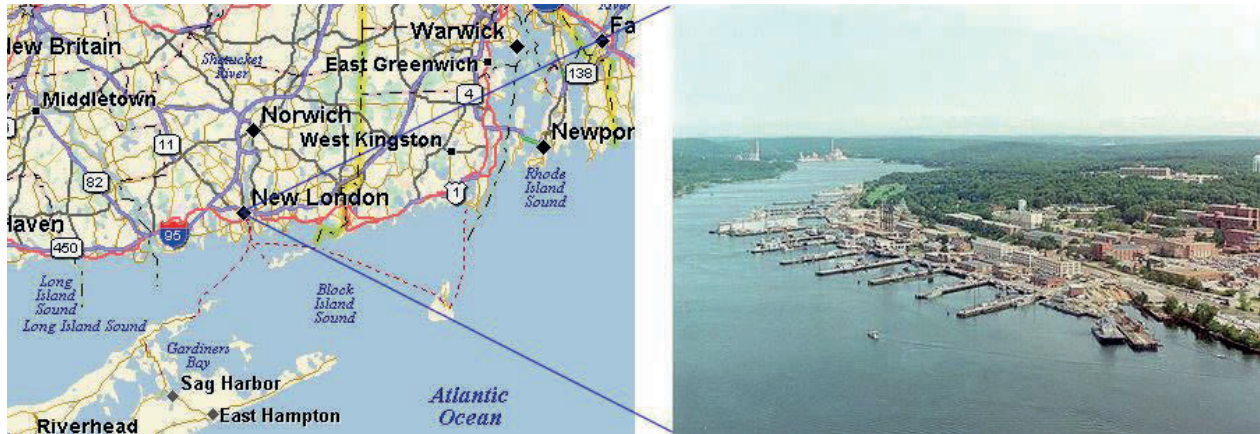 ew Britain
Shetucket
River
Warwick
Fa
East Greenwich
138
4
Middletown
Norwich
11
West Kingston
Newpor
82
Rhode
Island
Sound
1
New London
Haven
95
450
Long
Island
Sound
Long Island Sound
Block
Island
Sound
Gardiners
Bay
Sag Harbor
East Hampton
Riverhead
Atlantic
Ocean